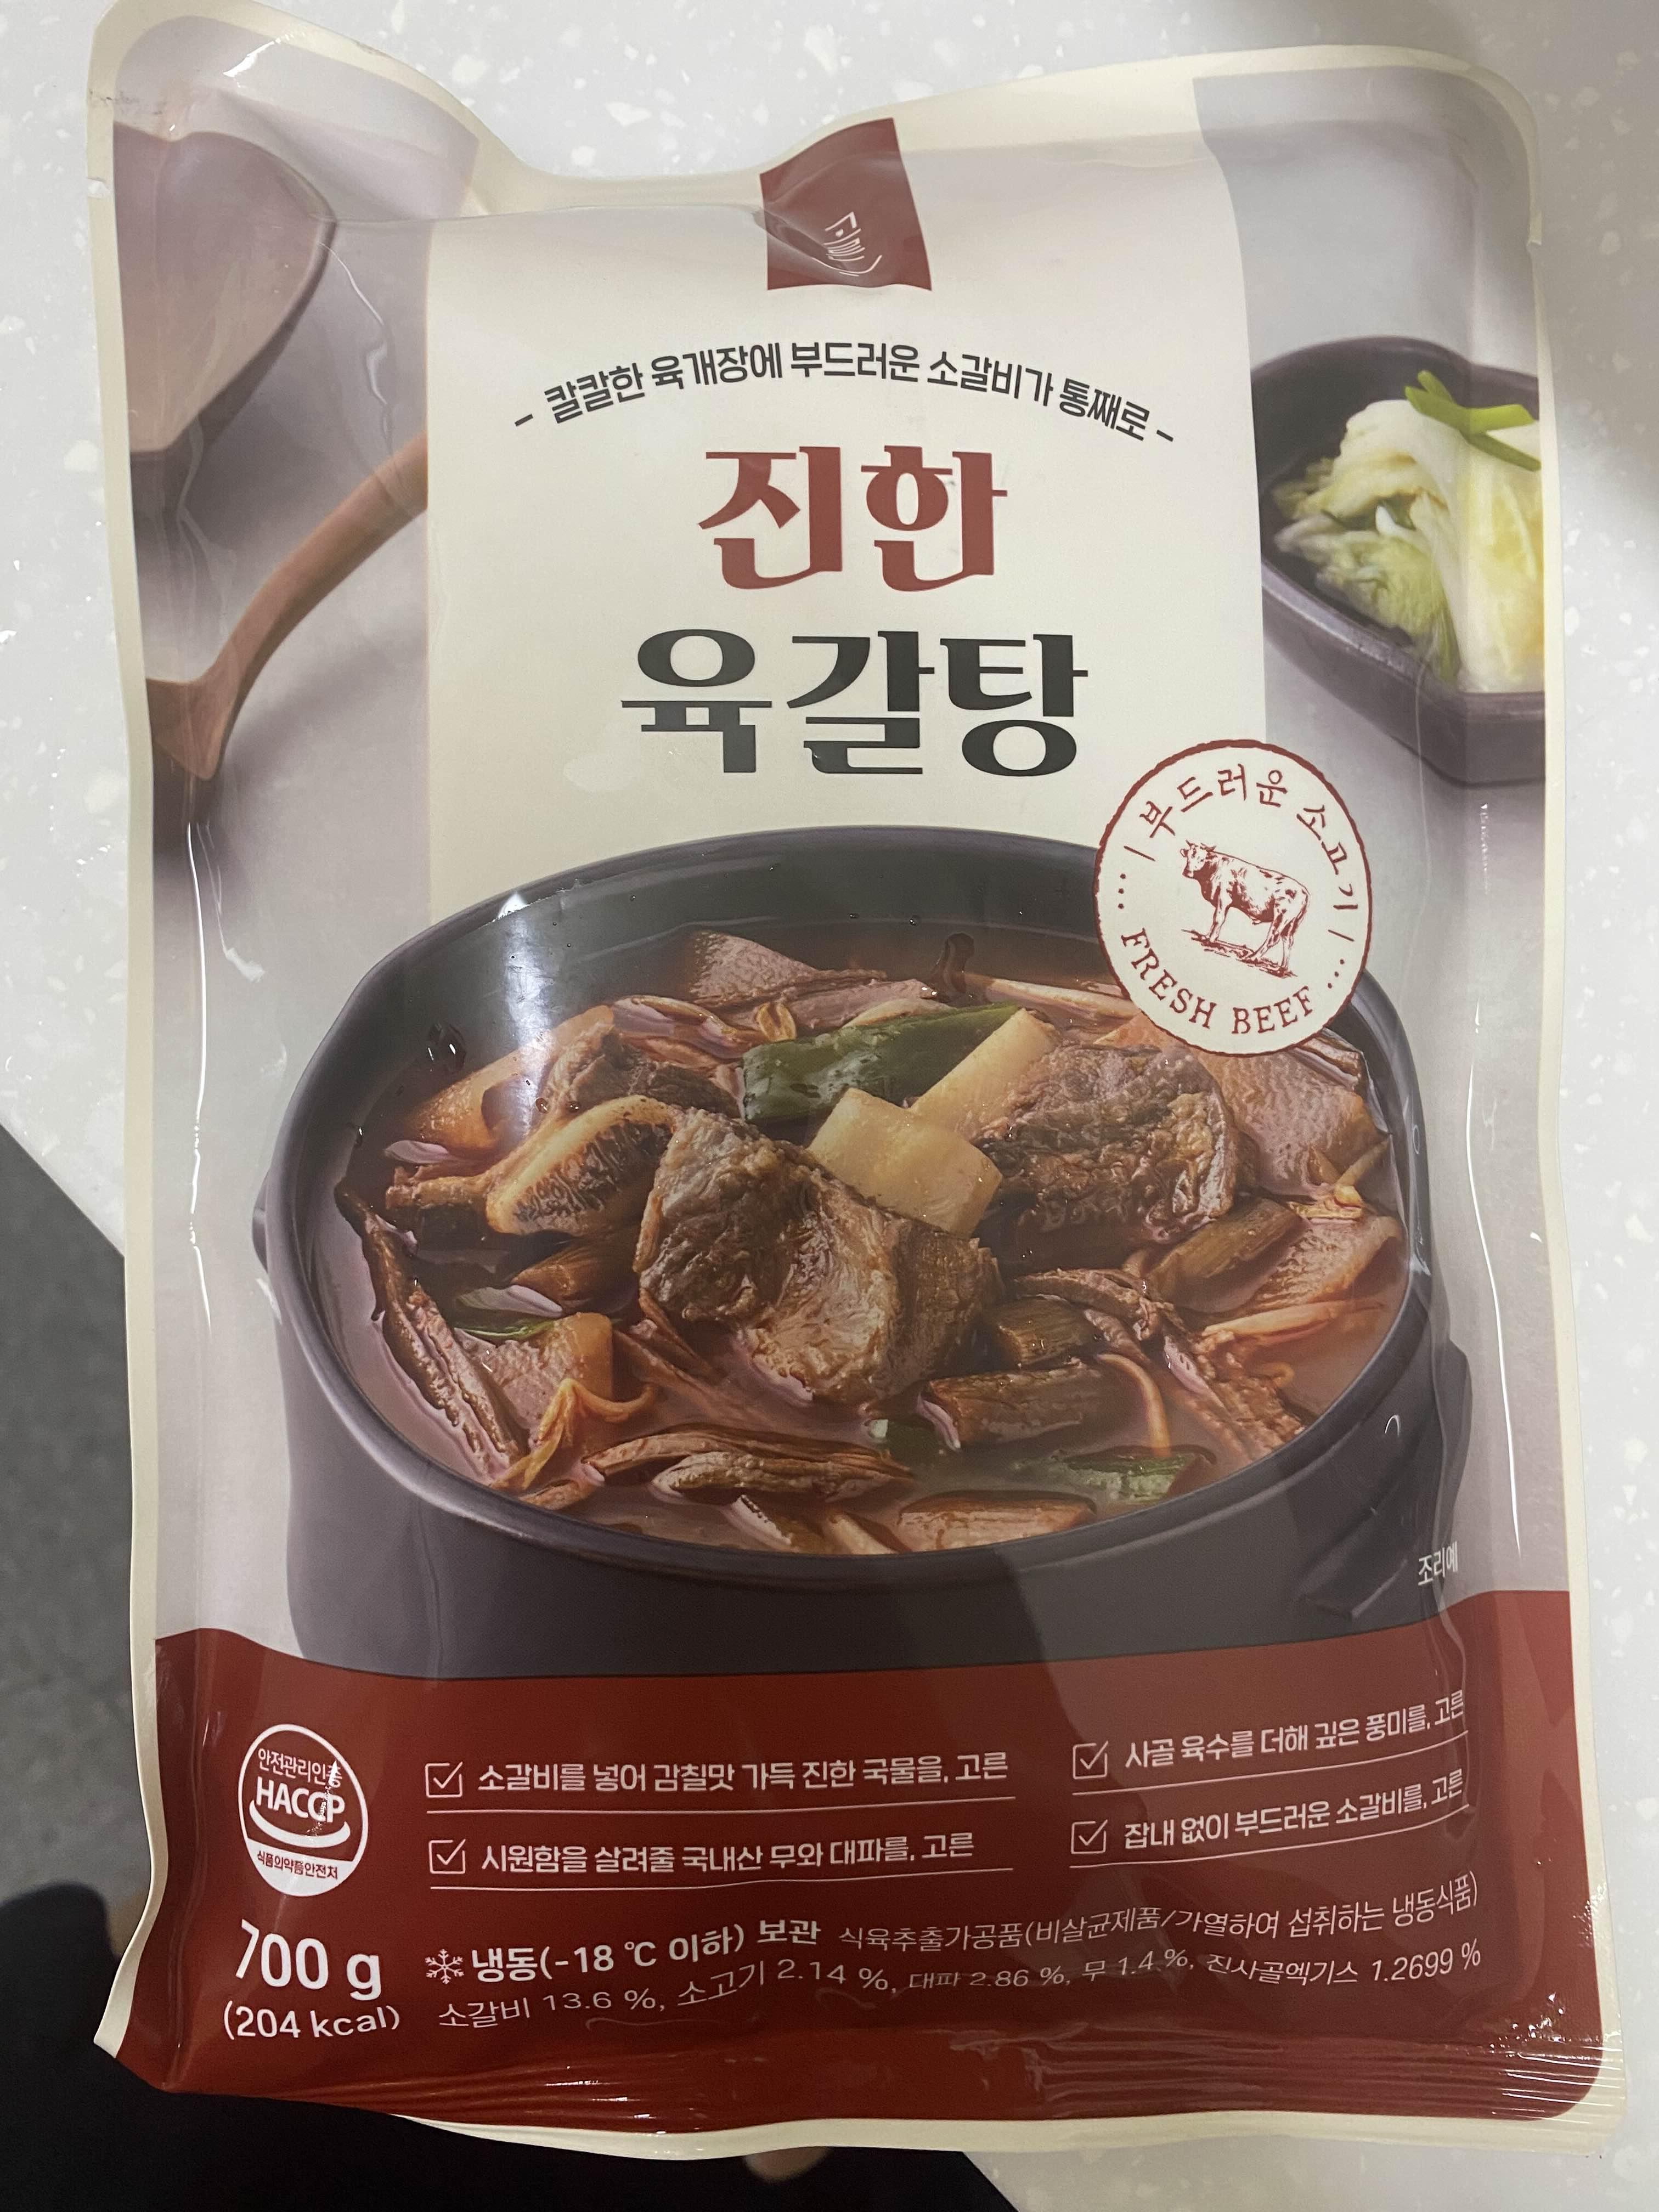 - 칼칼한 육개장에 부드러운 소갈비가 통째로 -
진한
육갈탕
부드러운 소고기
FRESH BEEF
조리예
안전관리인증
HACCP
식품의약품안전처
소갈비를 넣어 감칠맛 가득 진한 국물을, 고른
시원함을 살려줄 국내산 무와 대파를, 고른
사골 육수를 더해 깊은 풍미를, 고른
잡내 없이 부드러운 소갈비를, 고른
700 g
(204 kcal)
냉동(-18 ℃ 이하) 보관 식육추출가공품(비살균제품/가열하여 섭취하는 냉동식품)
소갈비 13.6 %, 소고기 2.14 %, 대파 2.86 %, 무 1.4 %, 진사골엑기스 1.2699 %